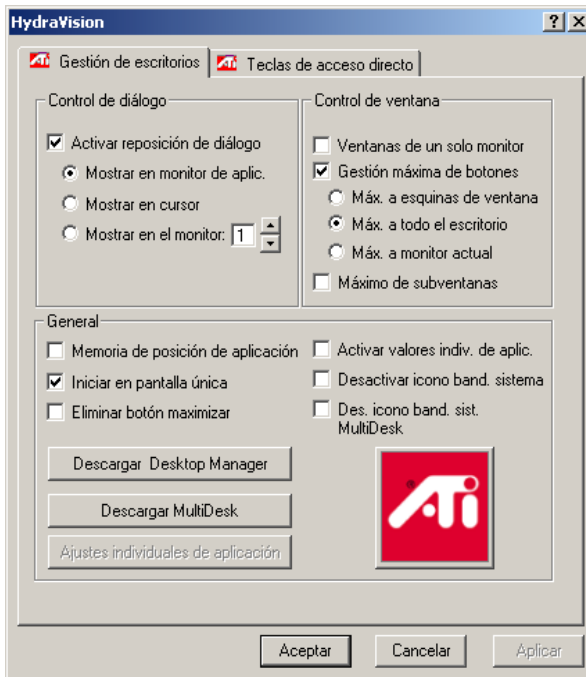 HydraVision
Gestión de escritorios
Teclas de acceso directo
Control de diálogo
Activar reposición de diálogo
Mostrar en monitor de aplic.
Mostrar en cursor
Mostrar en el monitor: 1
Control de ventana
Ventanas de un solo monitor
Gestión máxima de botones
Máx. a esquinas de ventana
Máx. a todo el escritorio
Máx. a monitor actual
Máximo de subventanas
General
Memoria de posición de aplicación
Iniciar en pantalla única
Eliminar botón maximizar
Activar valores indiv. de aplic.
Desactivar icono band. sistema
Des. icono band. sist.
MultiDesk
Descargar Desktop Manager
Descargar MultiDesk
Ajustes individuales de aplicación
ATi
Aceptar
Cancelar
Aplicar